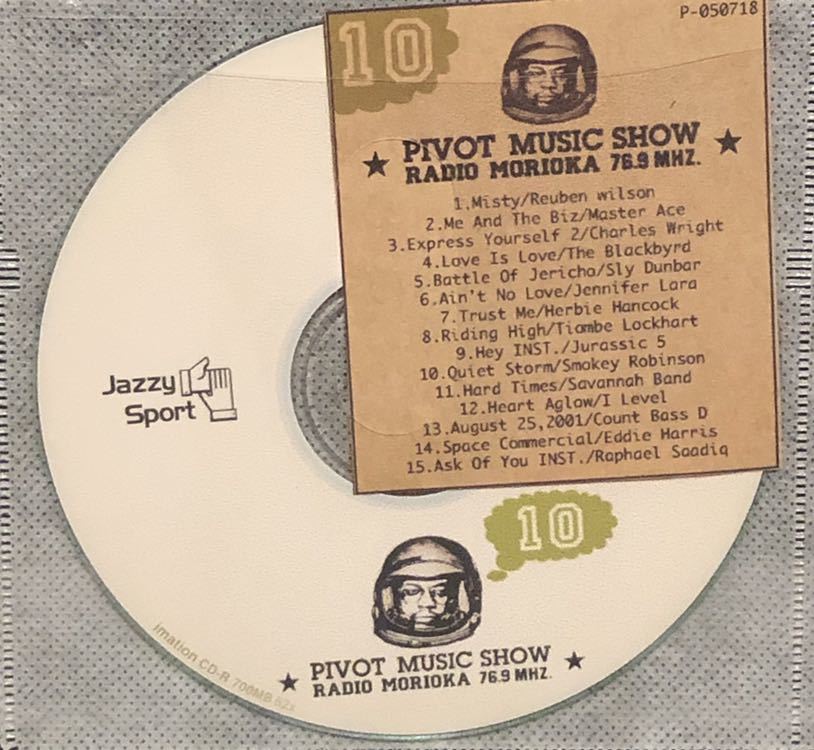 P-050718
10
PIVOT MUSIC SHOW
RADIO MORIOKA 76.9 MHZ.
1.Misty/Reuben wilson
2.Me And The Biz/Master Ace
3.Express Yourself 2/Charles Wright
4.Love Is Love/The Blackbyrd
5.Battle Of Jericho/Sly Dunbar
6.Ain't No Love/Jennifer Lara
7.Trust Me/Herbie Hancock
8.Riding High/Tiombe Lockhart
9.Hey INST./Jurassic 5
10.Quiet Storm/Smokey Robinson
11.Hard Times/Savannah Band
12.Heart Aglow/I Level
13.August 25,2001/Count Bass D
14.Space Commercial/Eddie Harris
15.Ask Of You INST./Raphael Saadiq
Jazzy
Sport
10
PIVOT MUSIC SHOW
RADIO MORIOKA 76.9 MHZ.
imation CD-R 700MB 52x